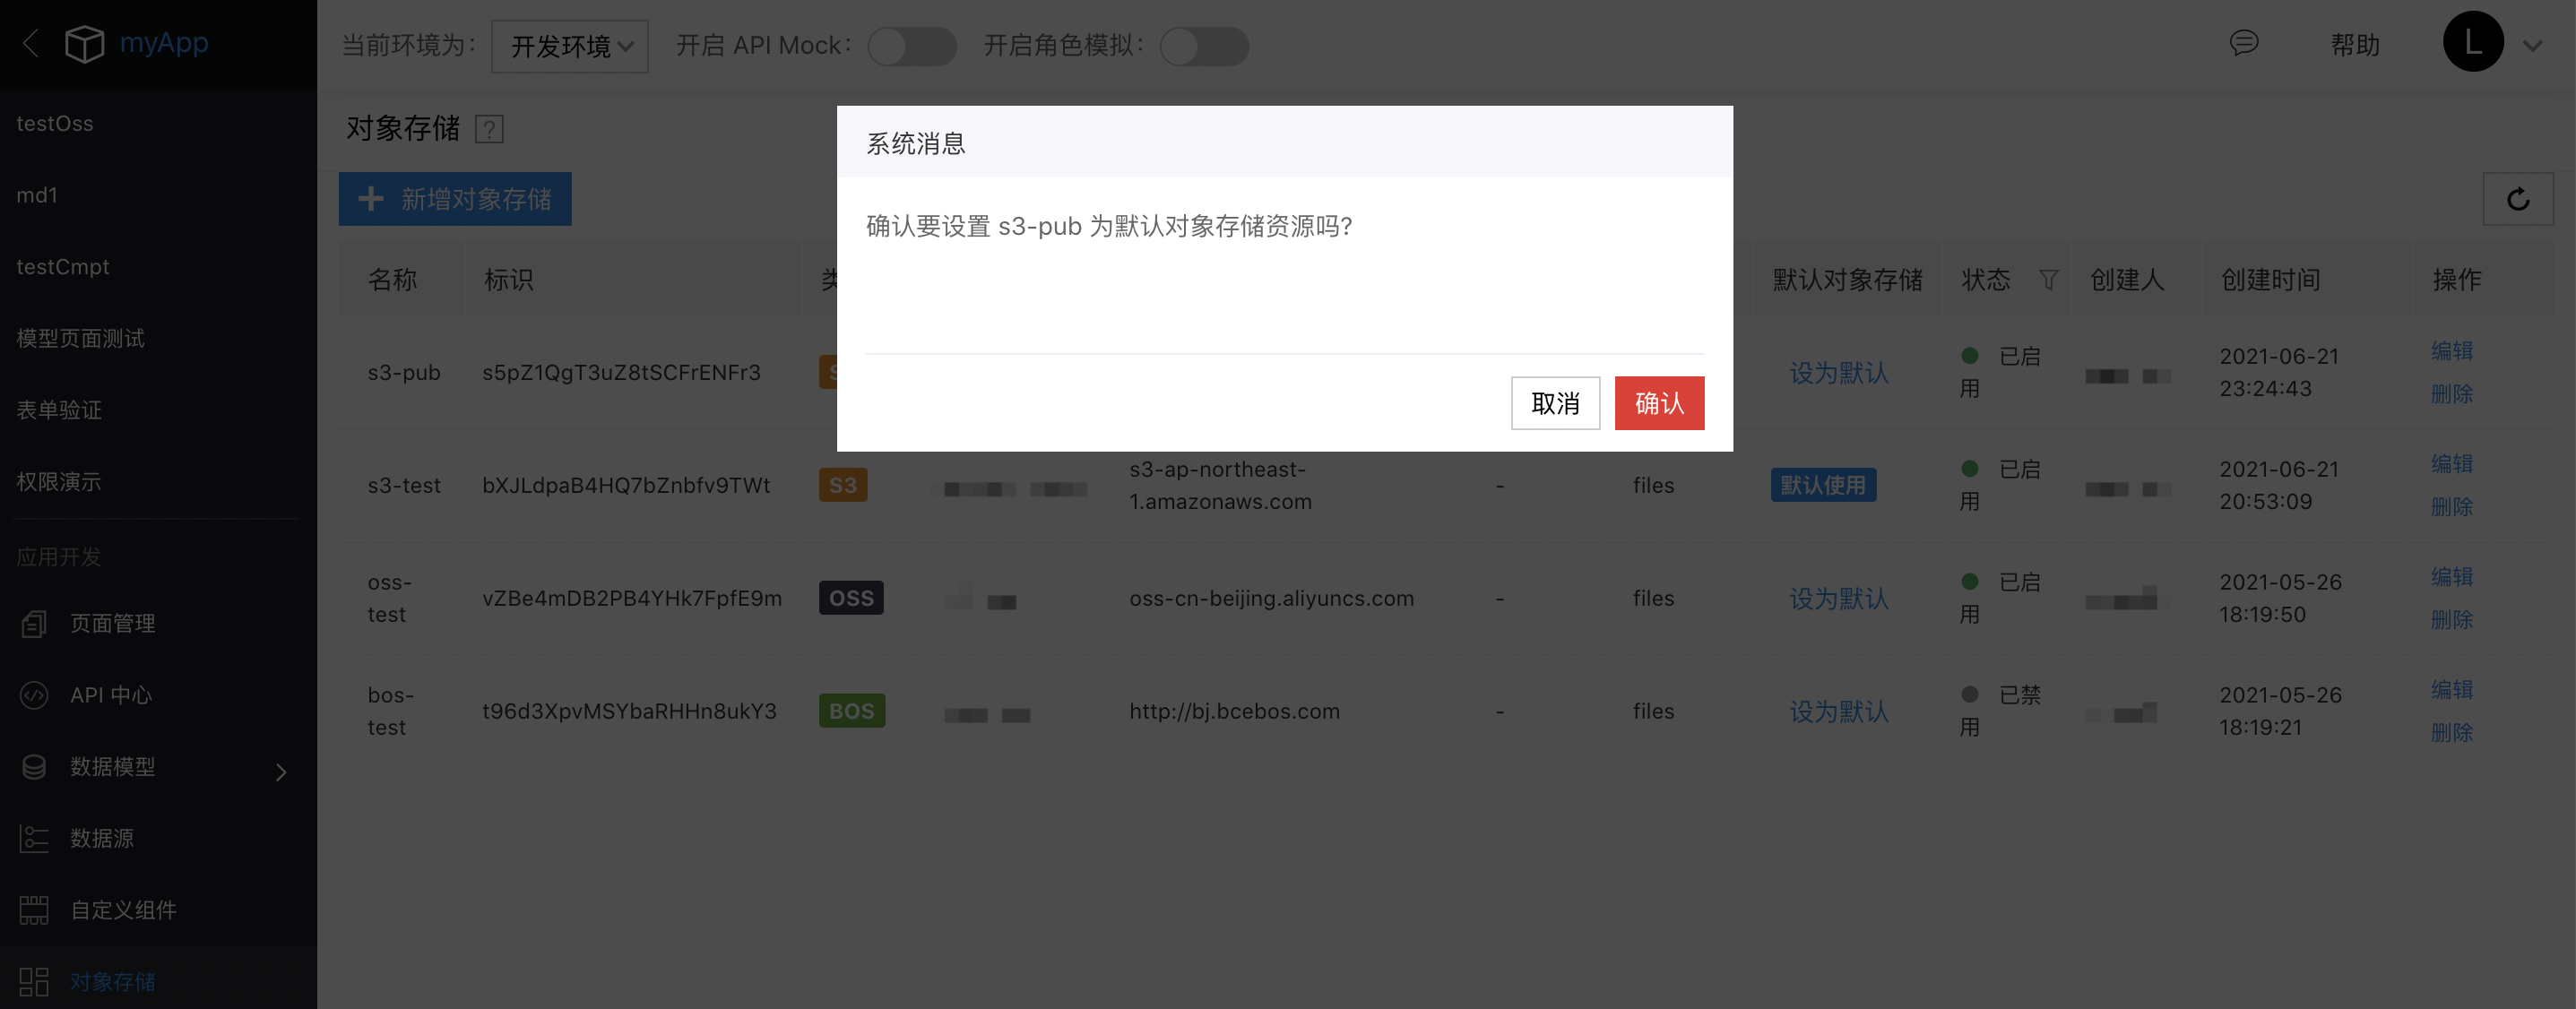 myApp
当前环境为：
开发环境
开启 API Mock：
开启角色模拟：
帮助
L
testOss
md1
testCmpt
模型页面测试
表单验证
权限演示
应用开发
页面管理
API 中心
数据模型
数据源
自定义组件
对象存储
对象存储 ?
新增对象存储
系统消息
确认要设置 s3-pub 为默认对象存储资源吗?
取消
确认
名称 标识 默认对象存储 状态 创建人 创建时间 操作
s3-pub s5pZ1QgT3uZ8tSCFrENFr3 设为默认 已启 2021-06-21 编辑
用 23:24:43 删除
s3-ap-northeast- 已启 2021-06-21 编辑
s3-test bXJLdpaB4HQ7bZnbfv9TWt S3 - files 默认使用
1.amazonaws.com 用 20:53:09 删除
oss- 已启 2021-05-26 编辑
vZBe4mDB2PB4YHk7FpfE9m OSS oss-cn-beijing.aliyuncs.com - files 设为默认
test 用 18:19:50 删除
bos- 已禁 2021-05-26 编辑
t96d3XpvMSYbaRHHn8ukY3 BOS http://bj.bcebos.com - files 设为默认
test 用 18:19:21 删除